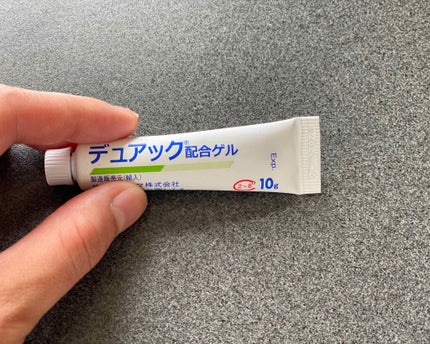 デュアック®配合ゲル
製造販売元(輸入)
株式会社
2~8° 10g
Exp.